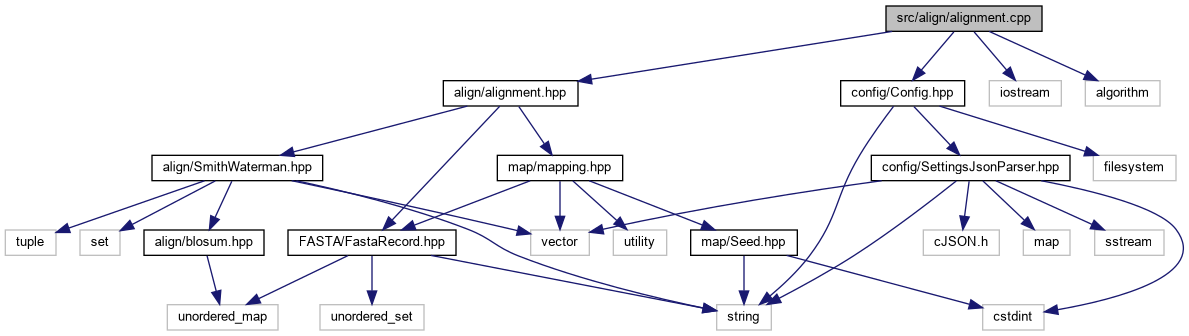 src/align/alignment.cpp
align/alignment.hpp
config/Config.hpp
iostream
algorithm
align/SmithWaterman.hpp
map/mapping.hpp
config/SettingsJsonParser.hpp
filesystem
tuple
set
align/blosum.hpp
FASTA/FastaRecord.hpp
vector
utility
map/Seed.hpp
cJSON.h
map
sstream
unordered_map
unordered_set
string
cstdint